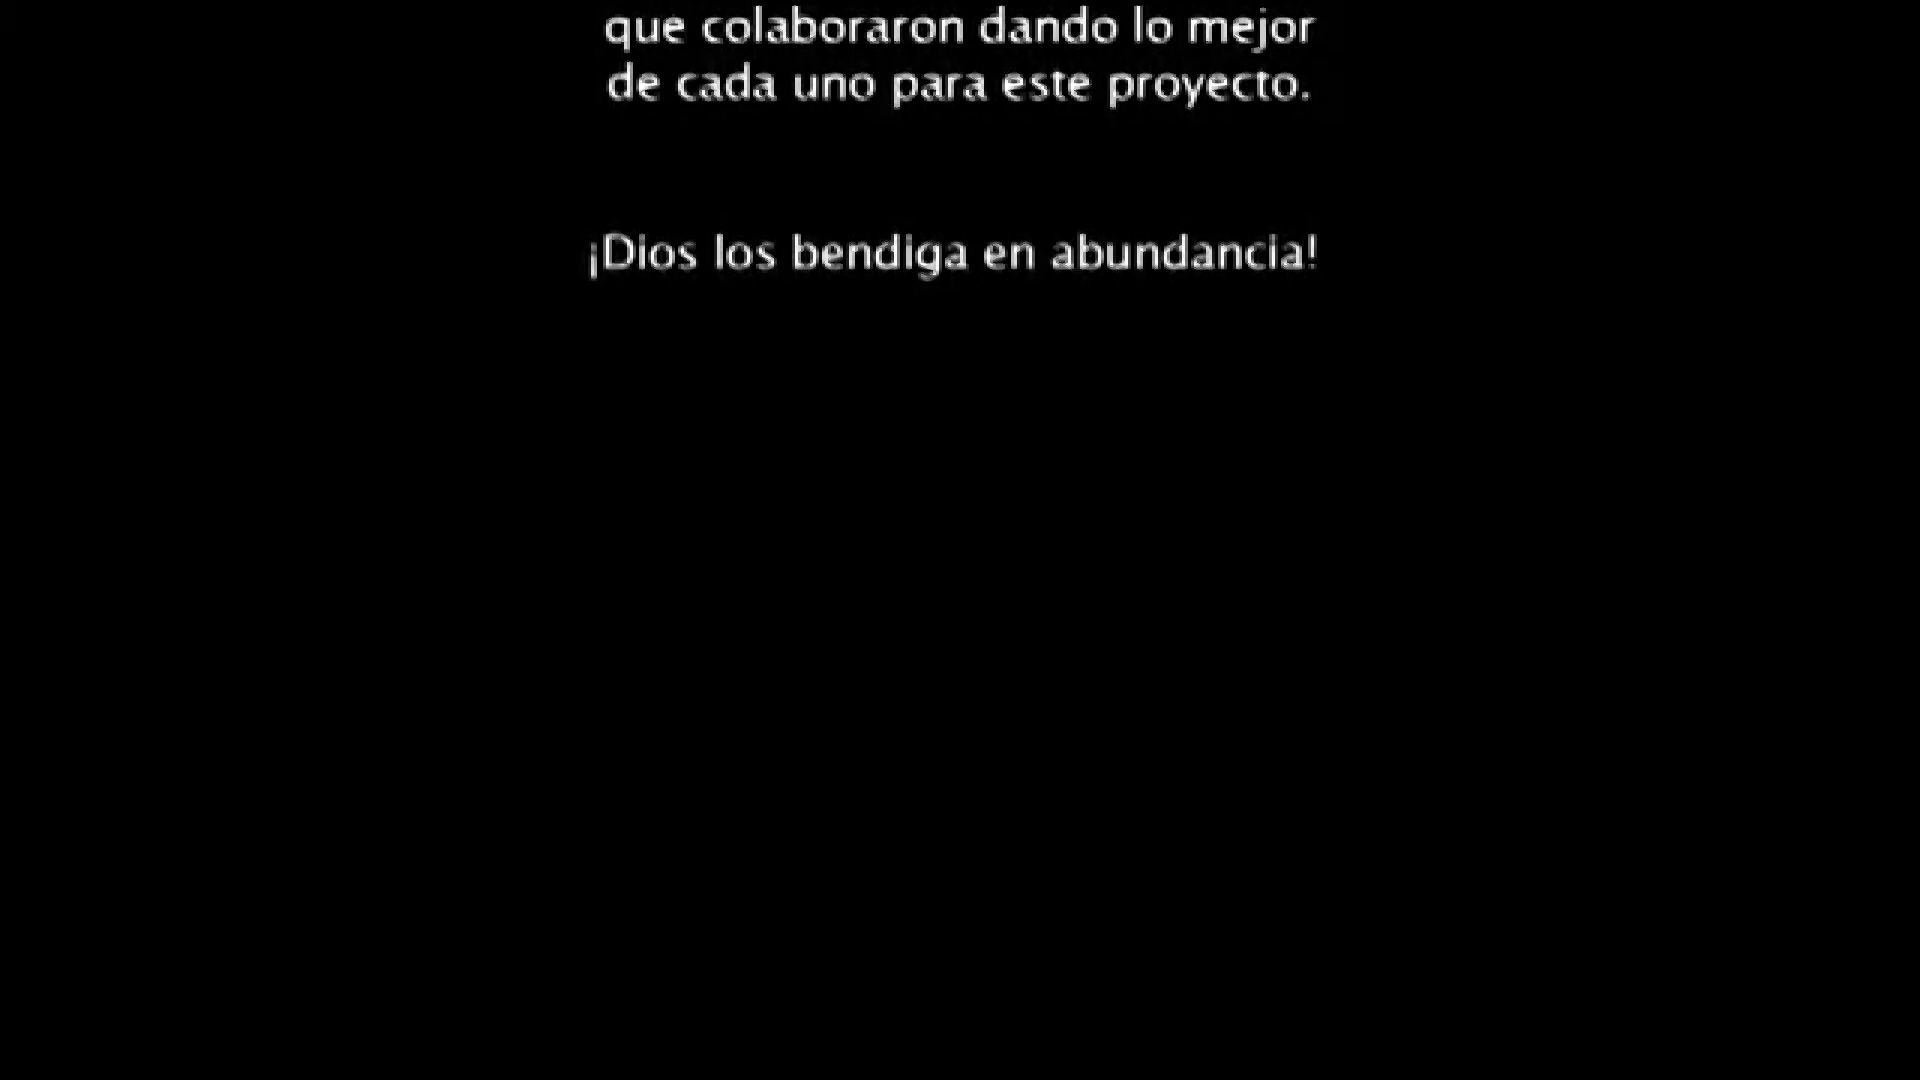 que colaboraron dando lo mejor
de cada uno para este proyecto.
¡Dios los bendiga en abundancia!